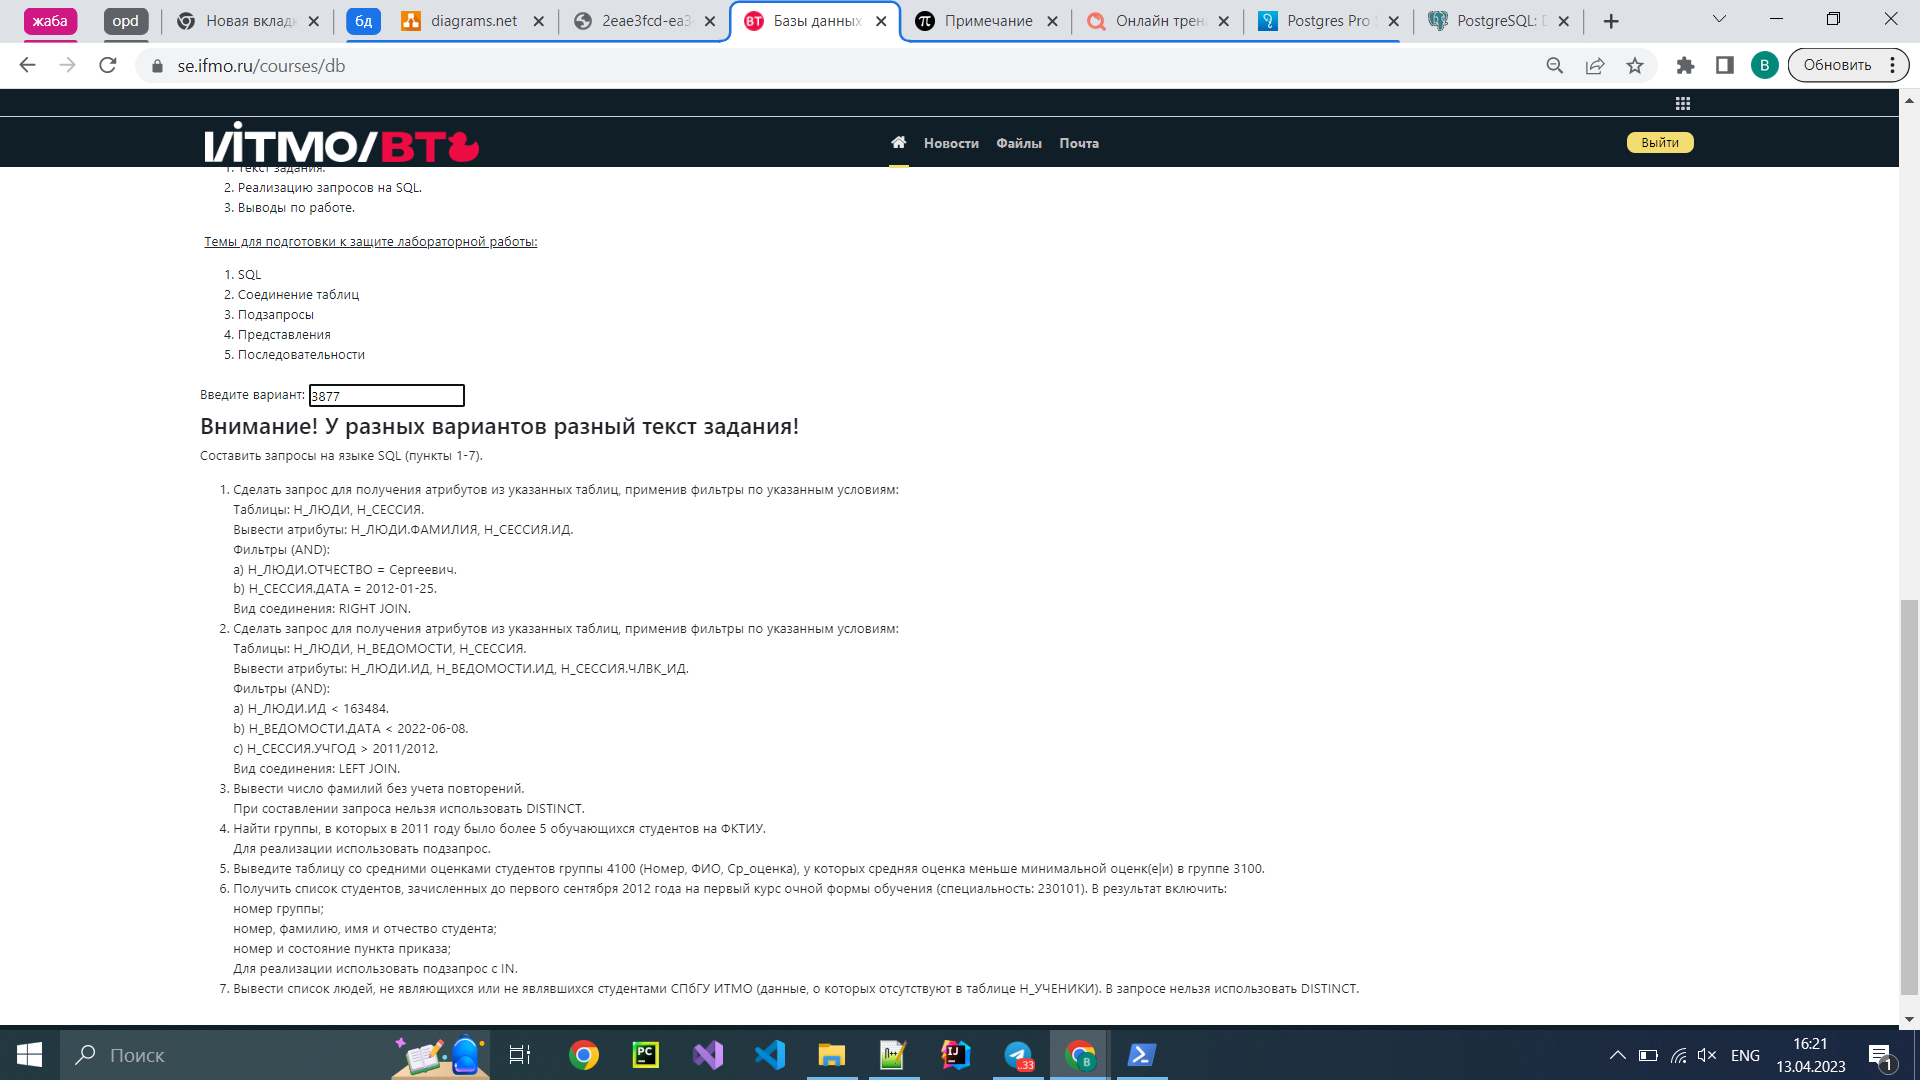 жаба
opd
Новая вкладк
бд
diagrams.net
2eae3fcd-ea3
BT
Базы данных
Примечание
Онлайн трен
Postgres Pro S
PostgreSQL: D
se.ifmo.ru/courses/db
B
Обновить
ИТМО/ВТ
Новости
Файлы
Почта
Выйти
1. Текст задания.
2. Реализацию запросов на SQL.
3. Выводы по работе.
Темы для подготовки к защите лабораторной работы:
1. SQL
2. Соединение таблиц
3. Подзапросы
4. Представления
5. Последовательности
Введите вариант: 3877
Внимание! У разных вариантов разный текст задания!
Составить запросы на языке SQL (пункты 1-7).
1. Сделать запрос для получения атрибутов из указанных таблиц, применив фильтры по указанным условиям:
Таблицы: Н_ЛЮДИ, Н_СЕССИЯ.
Вывести атрибуты: Н_ЛЮДИ.ФАМИЛИЯ, Н_СЕССИЯ.ИД.
Фильтры (AND):
a) Н_ЛЮДИ.ОТЧЕСТВО = Сергеевич.
b) Н_СЕССИЯ.ДАТА = 2012-01-25.
Вид соединения: RIGHT JOIN.
2. Сделать запрос для получения атрибутов из указанных таблиц, применив фильтры по указанным условиям:
Таблицы: Н_ЛЮДИ, Н_ВЕДОМОСТИ, Н_СЕССИЯ.
Вывести атрибуты: Н_ЛЮДИ.ИД, Н_ВЕДОМОСТИ.ИД, Н_СЕССИЯ.ЧЛВК_ИД.
Фильтры (AND):
a) Н_ЛЮДИ.ИД < 163484.
b) Н_ВЕДОМОСТИ.ДАТА < 2022-06-08.
c) Н_СЕССИЯ.УЧГОД > 2011/2012.
Вид соединения: LEFT JOIN.
3. Вывести число фамилий без учета повторений.
При составлении запроса нельзя использовать DISTINCT.
4. Найти группы, в которых в 2011 году было более 5 обучающихся студентов на ФКТИУ.
Для реализации использовать подзапрос.
5. Выведите таблицу со средними оценками студентов группы 4100 (Номер, ФИО, Ср_оценка), у которых средняя оценка меньше минимальной оценк(е|и) в группе 3100.
6. Получить список студентов, зачисленных до первого сентября 2012 года на первый курс очной формы обучения (специальность: 230101). В результат включить:
номер группы;
номер, фамилию, имя и отчество студента;
номер и состояние пункта приказа;
Для реализации использовать подзапрос с IN.
7. Вывести список людей, не являющихся или не являвшихся студентами СПбГУ ИТМО (данные, о которых отсутствуют в таблице Н_УЧЕНИКИ). В запросе нельзя использовать DISTINCT.
Поиск
PC
IJ
..33
B
ENG
16:21
13.04.2023
1